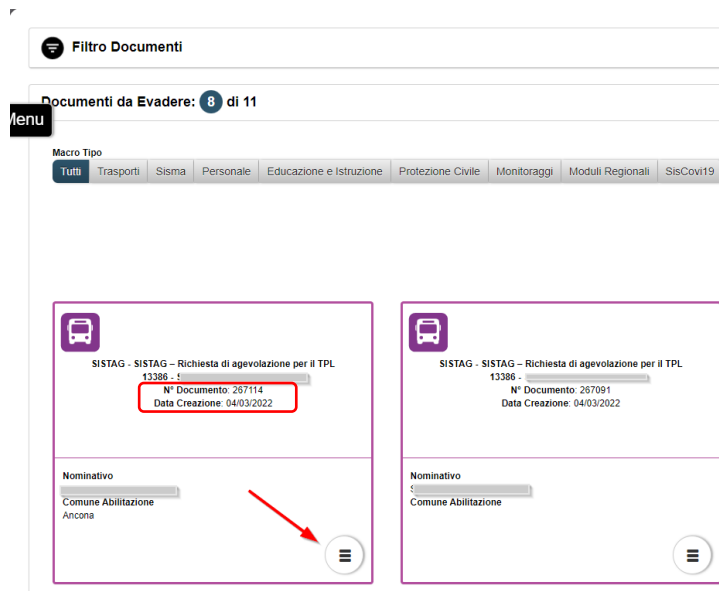 Filtro Documenti
Documenti da Evadere: 8 di 11
Menu
Macro Tipo
Tutti Trasporti Sisma Personale Educazione e Istruzione Protezione Civile Monitoraggi Moduli Regionali SisCovi19
SISTAG - SISTAG – Richiesta di agevolazione per il TPL
13386 -
N° Documento: 267114
Data Creazione: 04/03/2022
Nominativo
Comune Abilitazione
Ancona
SISTAG - SISTAG – Richiesta di agevolazione per il TPL
13386 -
N° Documento: 267091
Data Creazione: 04/03/2022
Nominativo
Comune Abilitazione